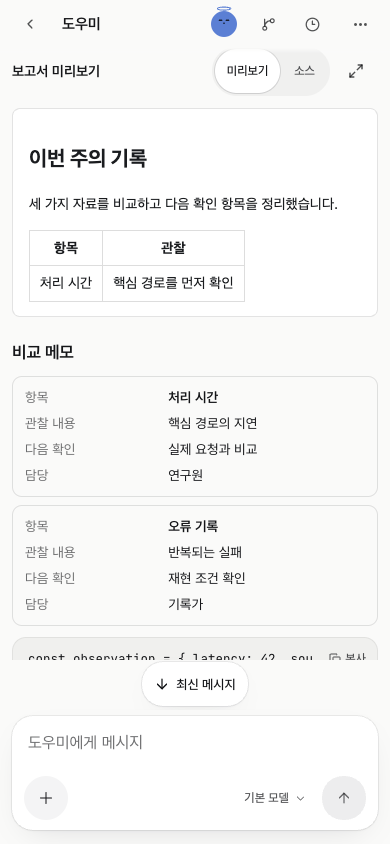 도우미
보고서 미리보기
미리보기
소스
이번 주의 기록
세 가지 자료를 비교하고 다음 확인 항목을 정리했습니다.
항목 관찰
처리 시간 핵심 경로를 먼저 확인
비교 메모
항목 처리 시간
관찰 내용 핵심 경로의 지연
다음 확인 실제 요청과 비교
담당 연구원
항목 오류 기록
관찰 내용 반복되는 실패
다음 확인 재현 조건 확인
담당 기록가
const observation = { latency: 42, sou
복사
최신 메시지
도우미에게 메시지
기본 모델